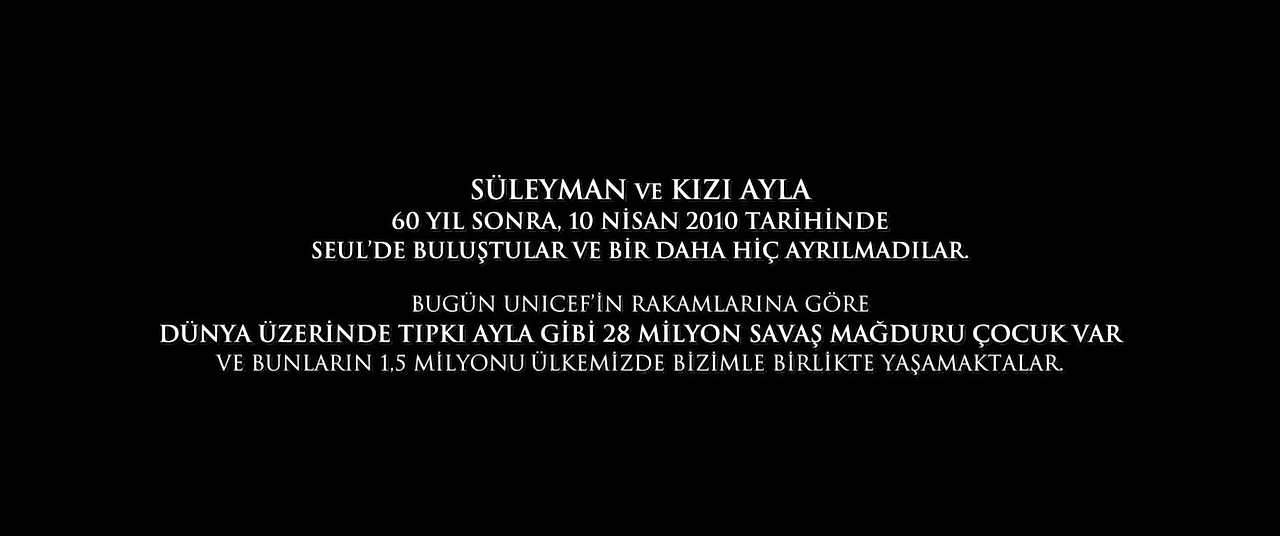 SÜLEYMAN VE KIZI AYLA
60 YIL SONRA, 10 NİSAN 2010 TARİHİNDE
SEUL'DE BULUŞTULAR VE BİR DAHA HİÇ AYRILMADILAR.
BUGÜN UNICEF'İN RAKAMLARINA GÖRE
DÜNYA ÜZERİNDE TIPKI AYLA GİBİ 28 MİLYON SAVAŞ MAĞDURU ÇOCUK VAR
VE BUNLARIN 1,5 MİLYONU ÜLKEMİZDE BİZİMLE BİRLİKTE YAŞAMAKTALAR.